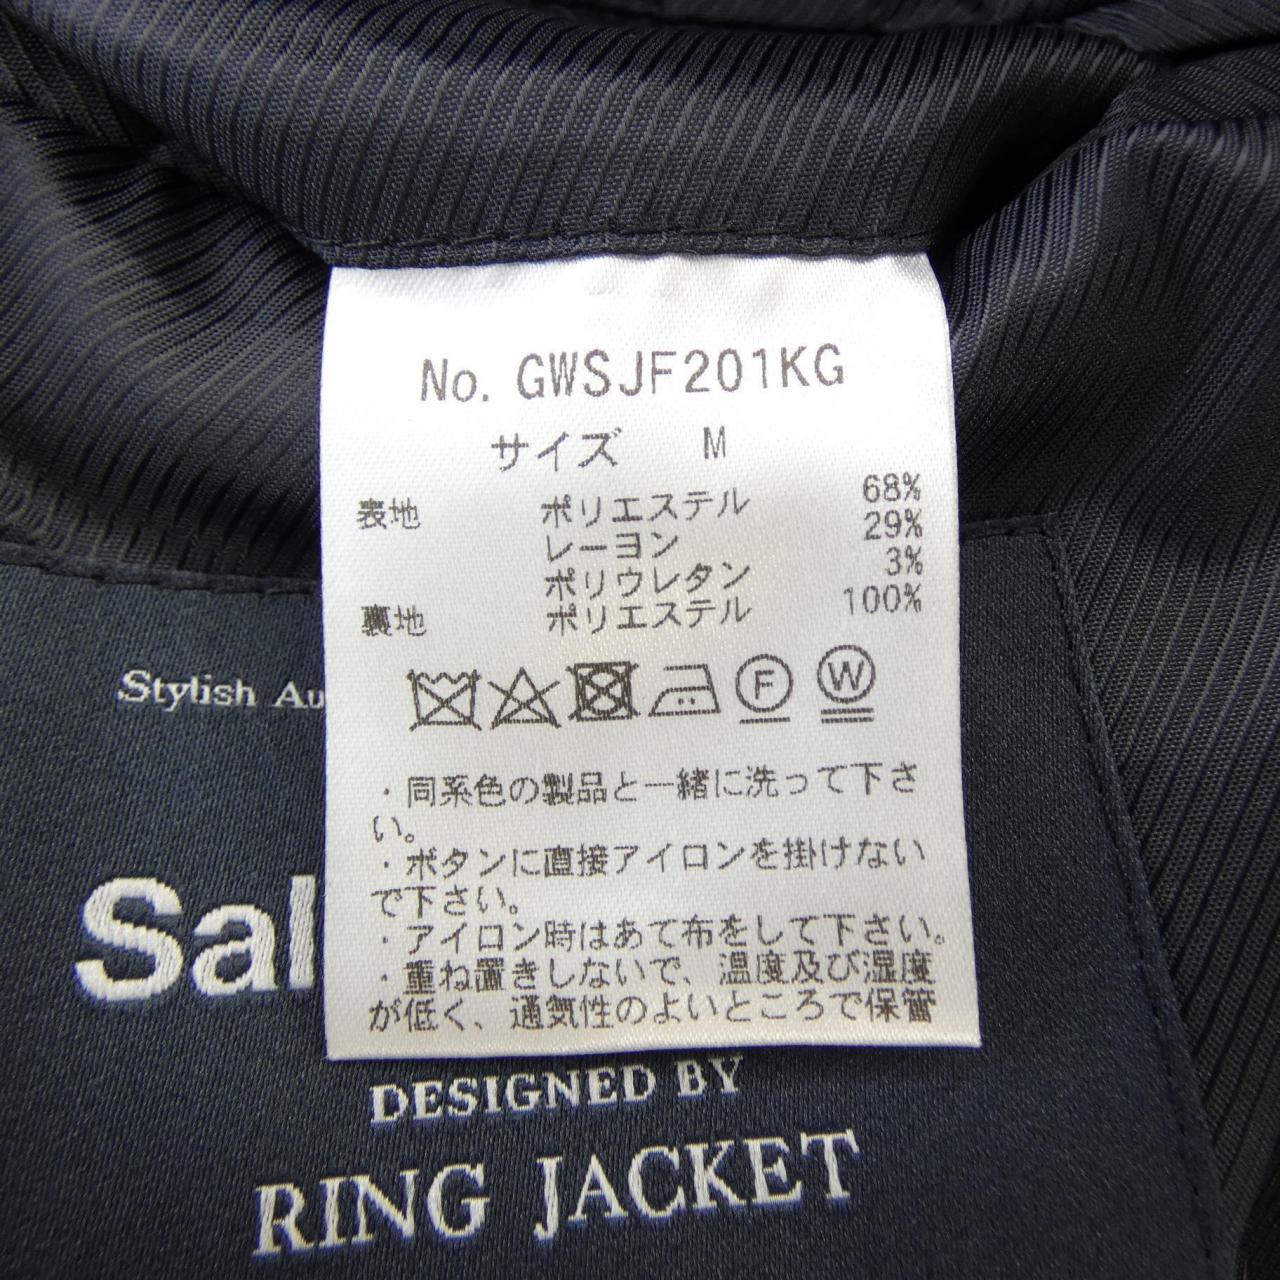 No. GWSJF201KG
サイズ M
表地 ポリエステル 68%
レーヨン 29%
ポリウレタン 3%
裏地 ポリエステル 100%
F W
・同系色の製品と一緒に洗って下さ
い。
・ボタンに直接アイロンを掛けない
で下さい。
・アイロン時はあて布をして下さい。
・重ね置きしないで、温度及び湿度
が低く、通気性のよいところで保管
Stylish Au
Sal
DESIGNED BY
RING JACKET